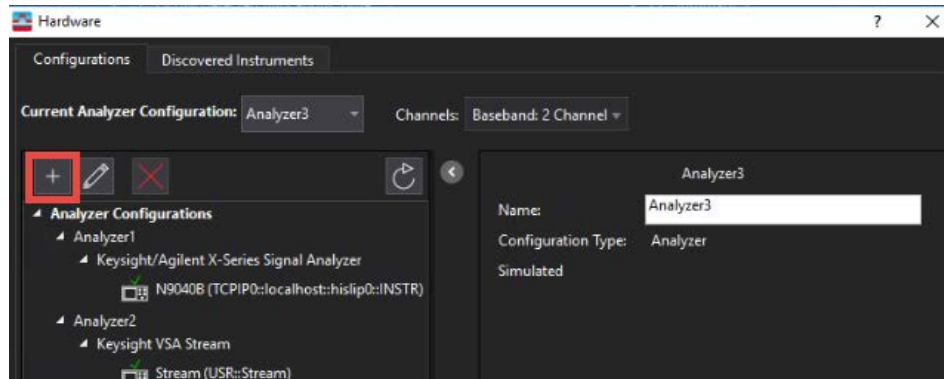 Hardware
?
Configurations
Discovered Instruments
Current Analyzer Configuration:
Analyzer3
Channels:
Baseband: 2 Channel
Analyzer Configurations
Analyzer1
Keysight/Agilent X-Series Signal Analyzer
N9040B (TCPIP0::localhost::hislip0::INSTR)
Analyzer2
Keysight VSA Stream
Stream (USR::Stream)
Analyzer3
Name:
Analyzer3
Configuration Type:
Analyzer
Simulated